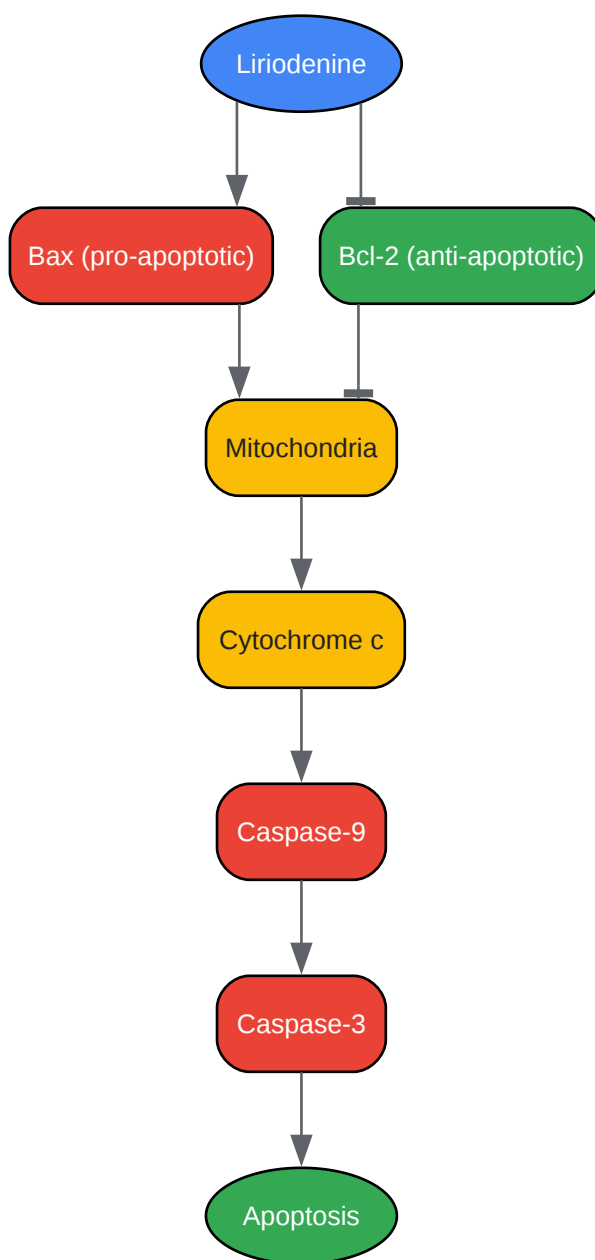 Liriodenine
Bax (pro-apoptotic)
Bcl-2 (anti-apoptotic)
Mitochondria
Cytochrome c
Caspase-9
Caspase-3
Apoptosis